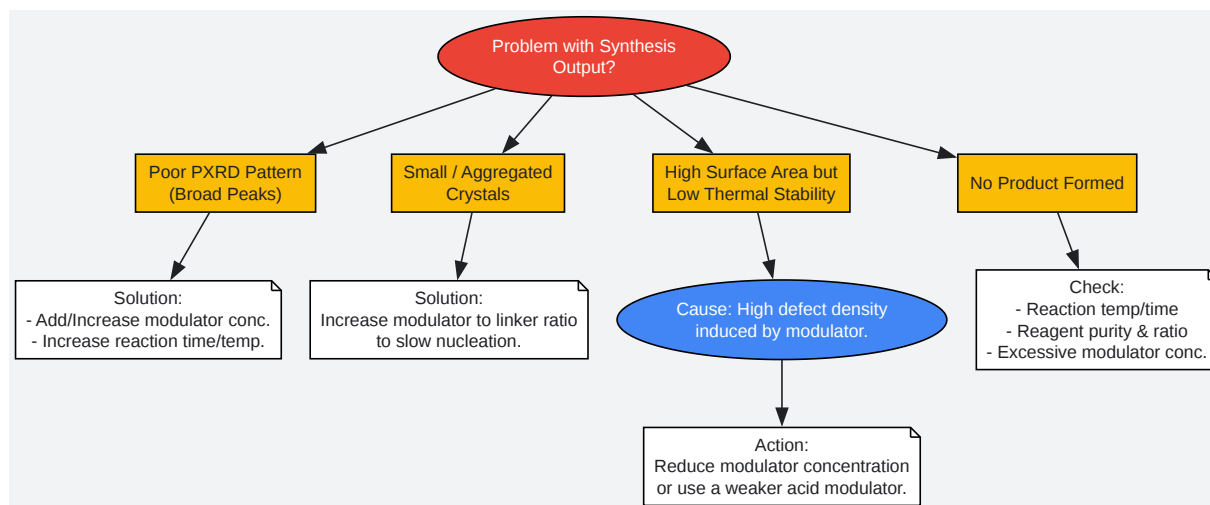 Problem with Synthesis
Output?
Poor PXRD Pattern
(Broad Peaks)
Small / Aggregated
Crystals
High Surface Area but
Low Thermal Stability
No Product Formed
Solution:
- Add/Increase modulator conc.
- Increase reaction time/temp.
Solution:
Increase modulator to linker ratio
to slow nucleation.
Cause: High defect density
induced by modulator.
Check:
- Reaction temp/time
- Reagent purity & ratio
- Excessive modulator conc.
Action:
Reduce modulator concentration
or use a weaker acid modulator.